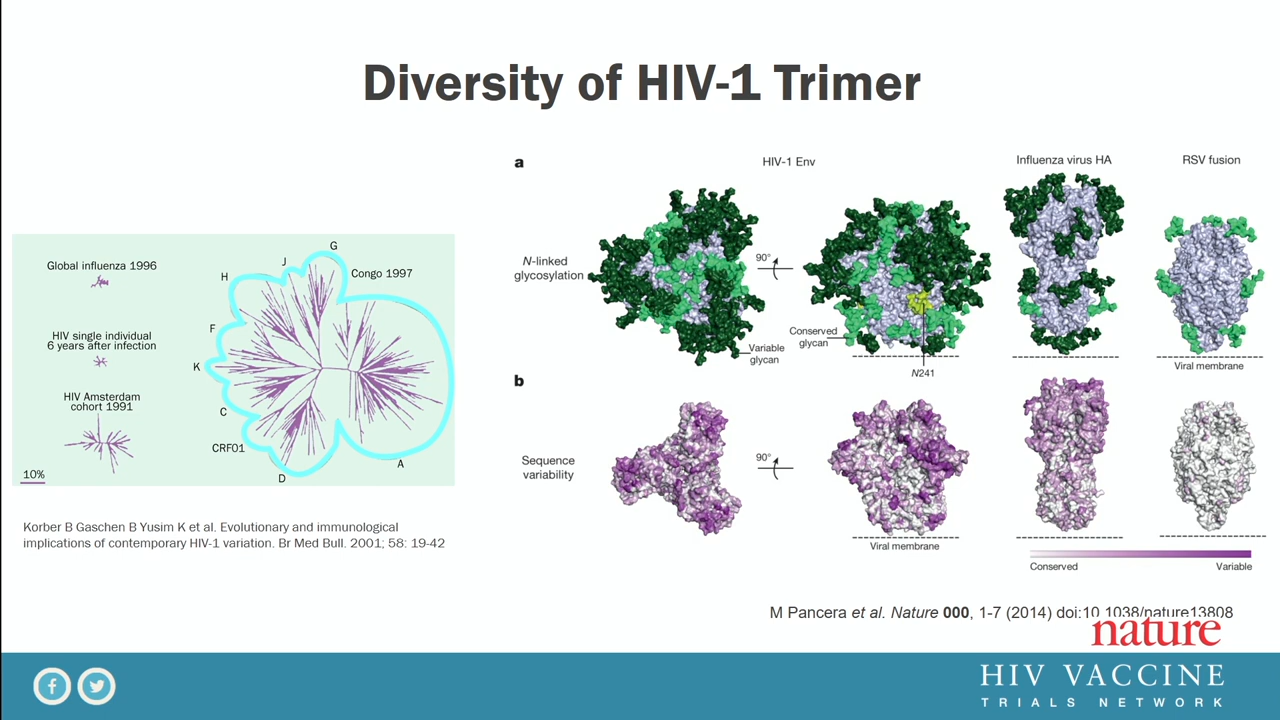 Diversity of HIV-1 Trimer
Global influenza 1996
HIV single individual
6 years after infection
HIV Amsterdam
cohort 1991
10%
G
J
H
Congo 1997
F
K
C
CRF01
D
A
Korber B Gaschen B Yusim K et al. Evolutionary and immunological
implications of contemporary HIV-1 variation. Br Med Bull. 2001; 58: 19-42
a
HIV-1 Env
Influenza virus HA
RSV fusion
N-linked
glycosylation
90°
Conserved
glycan
Variable
glycan
N241
Viral membrane
b
Sequence
variability
90°
Viral membrane
Conserved
Variable
M Pancera et al. Nature 000, 1-7 (2014) doi:10.1038/nature13808
nature
HIV VACCINE
TRIALS NETWORK